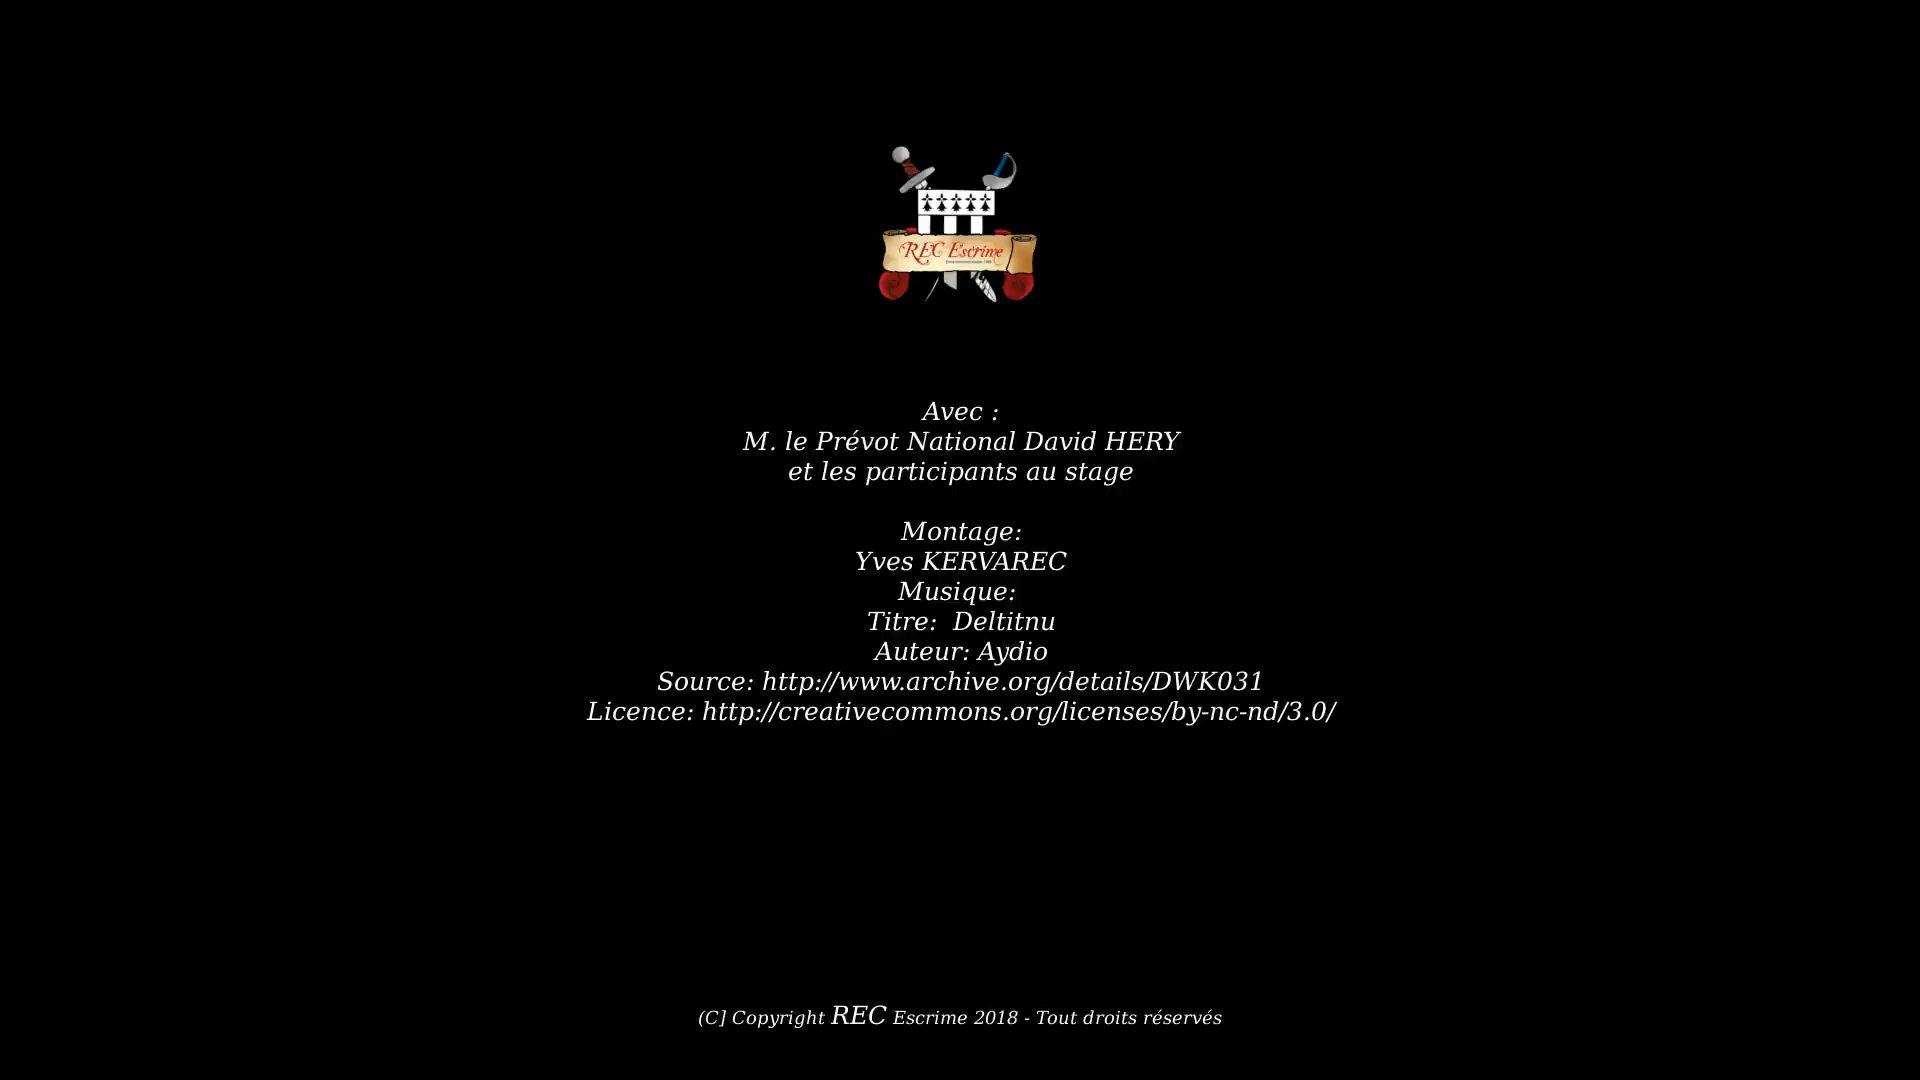 REC Escrime
Avec :
M. le Prévot National David HERY
et les participants au stage
Montage:
Yves KERVAREC
Musique:
Titre:  Deltitnu
Auteur: Aydio
Source: http://www.archive.org/details/DWK031
Licence: http://creativecommons.org/licenses/by-nc-nd/3.0/
(C] Copyright REC Escrime 2018 - Tout droits réservés